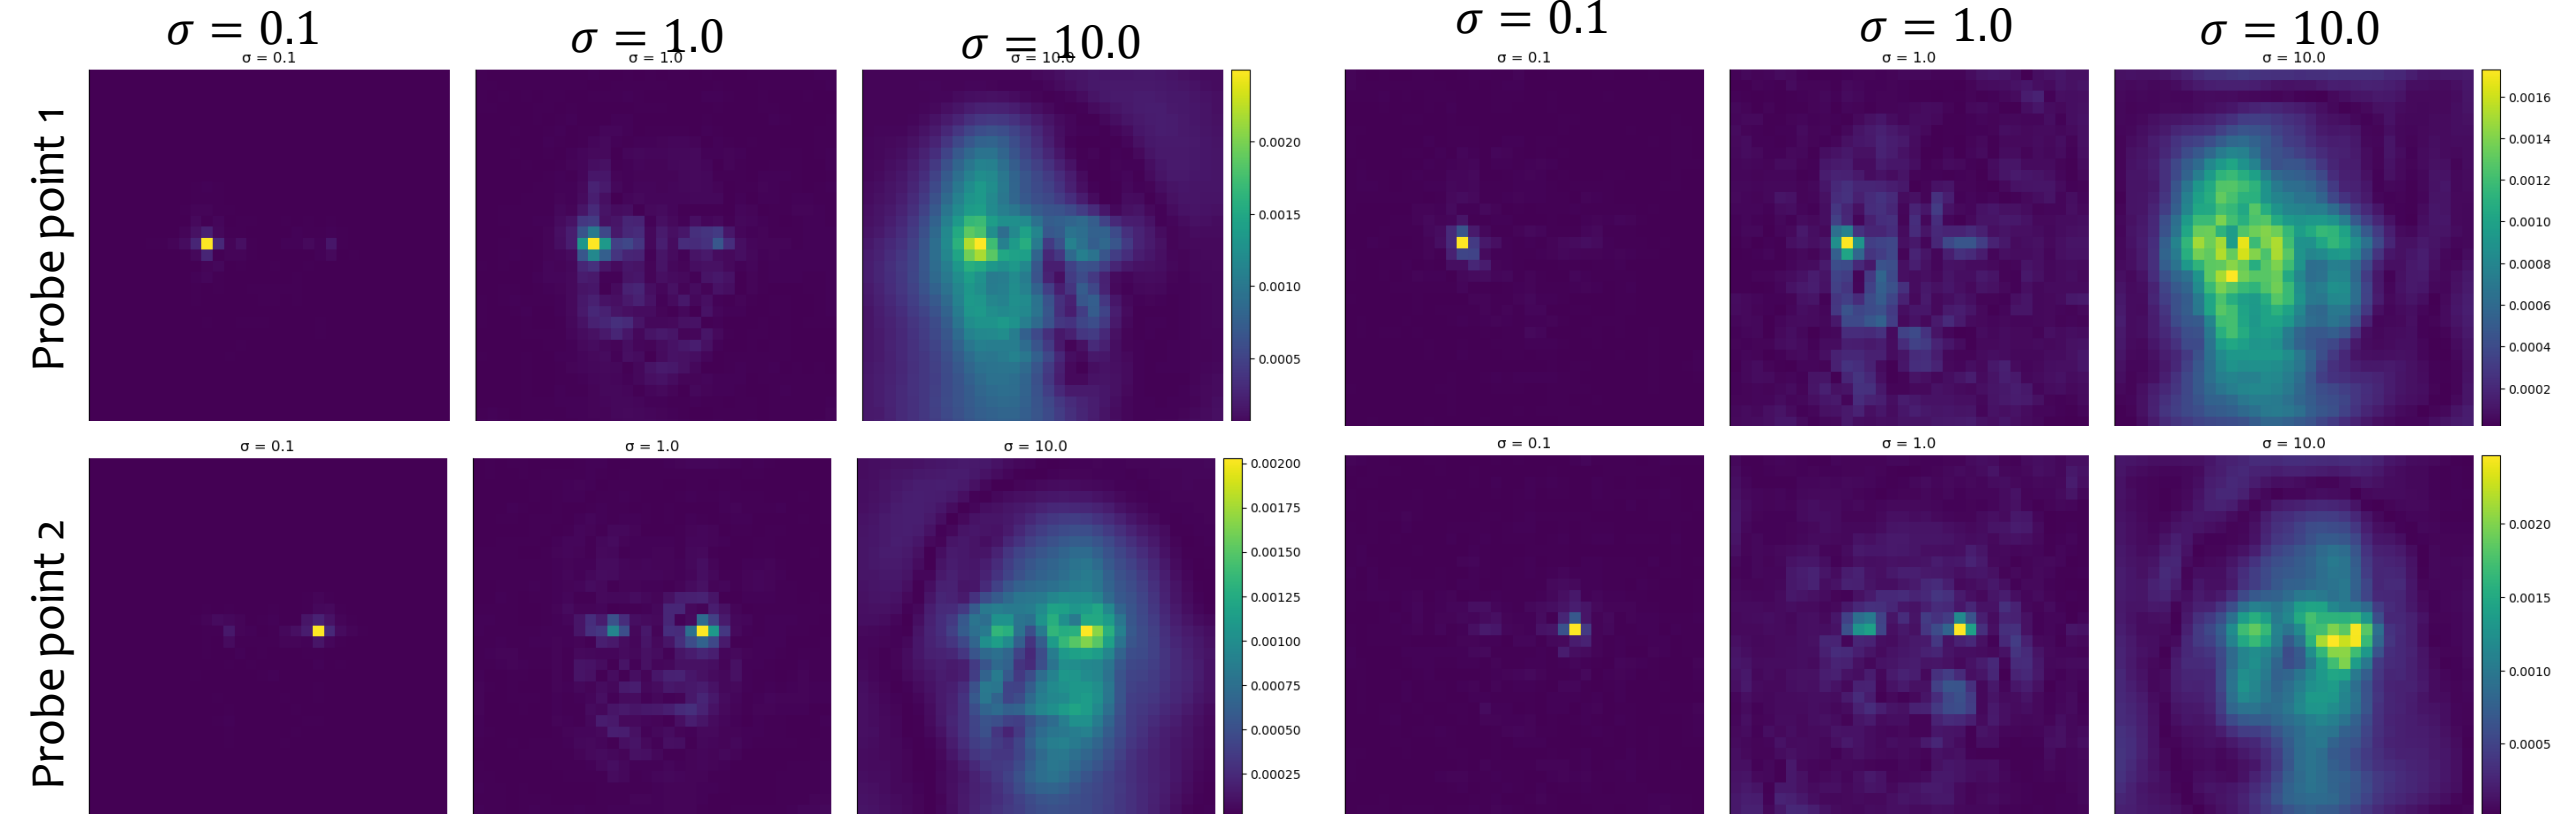 σ = 0.1
σ = 1.0
σ = 10.0
σ = 0.1
σ = 1.0
σ = 10.0
σ = 0.1
σ = 1.0
σ = 10.0
σ = 0.1
σ = 1.0
σ = 10.0
Probe point 1
0.0020
0.0015
0.0010
0.0005
0.0016
0.0014
0.0012
0.0010
0.0008
0.0006
0.0004
0.0002
σ = 0.1
σ = 1.0
σ = 10.0
σ = 0.1
σ = 1.0
σ = 10.0
Probe point 2
0.00200
0.00175
0.00150
0.00125
0.00100
0.00075
0.00050
0.00025
0.0020
0.0015
0.0010
0.0005